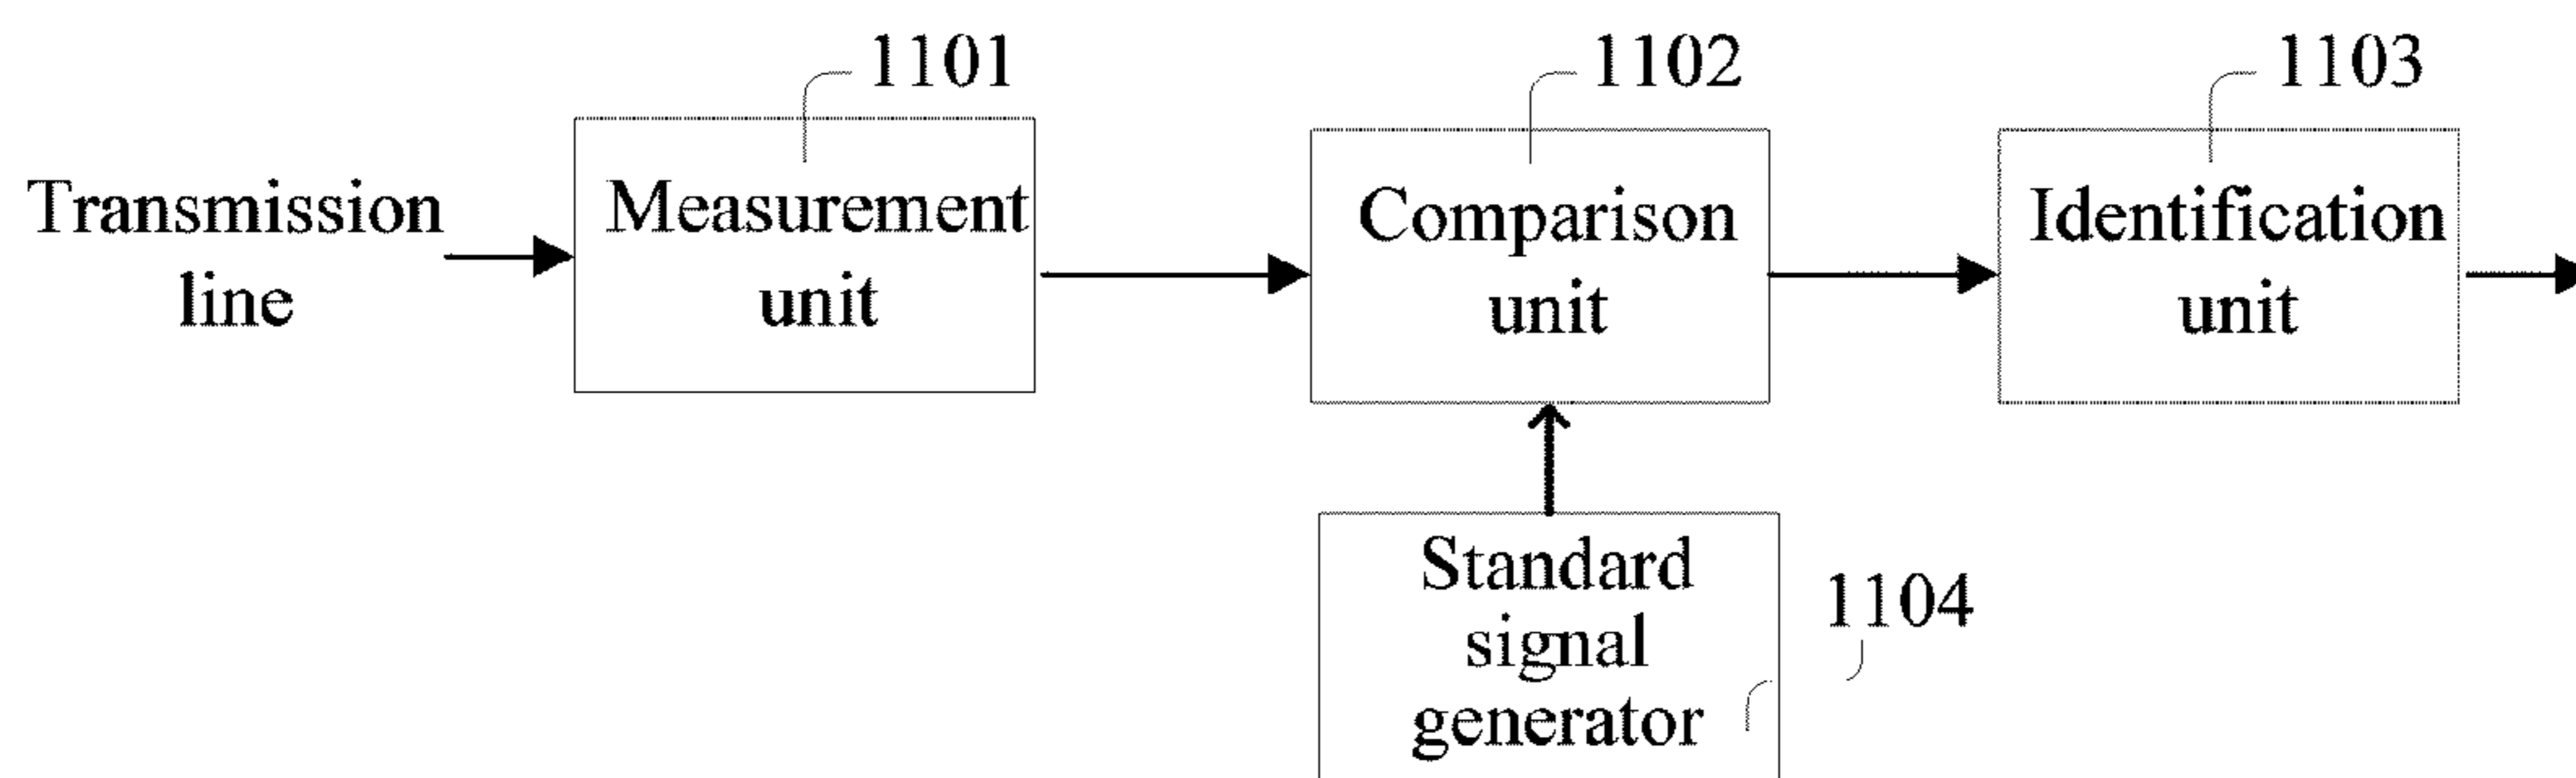 1101
1102
1103
Transmission
line
Measurement
unit
Comparison
unit
Identification
unit
Standard
signal
generator
1104